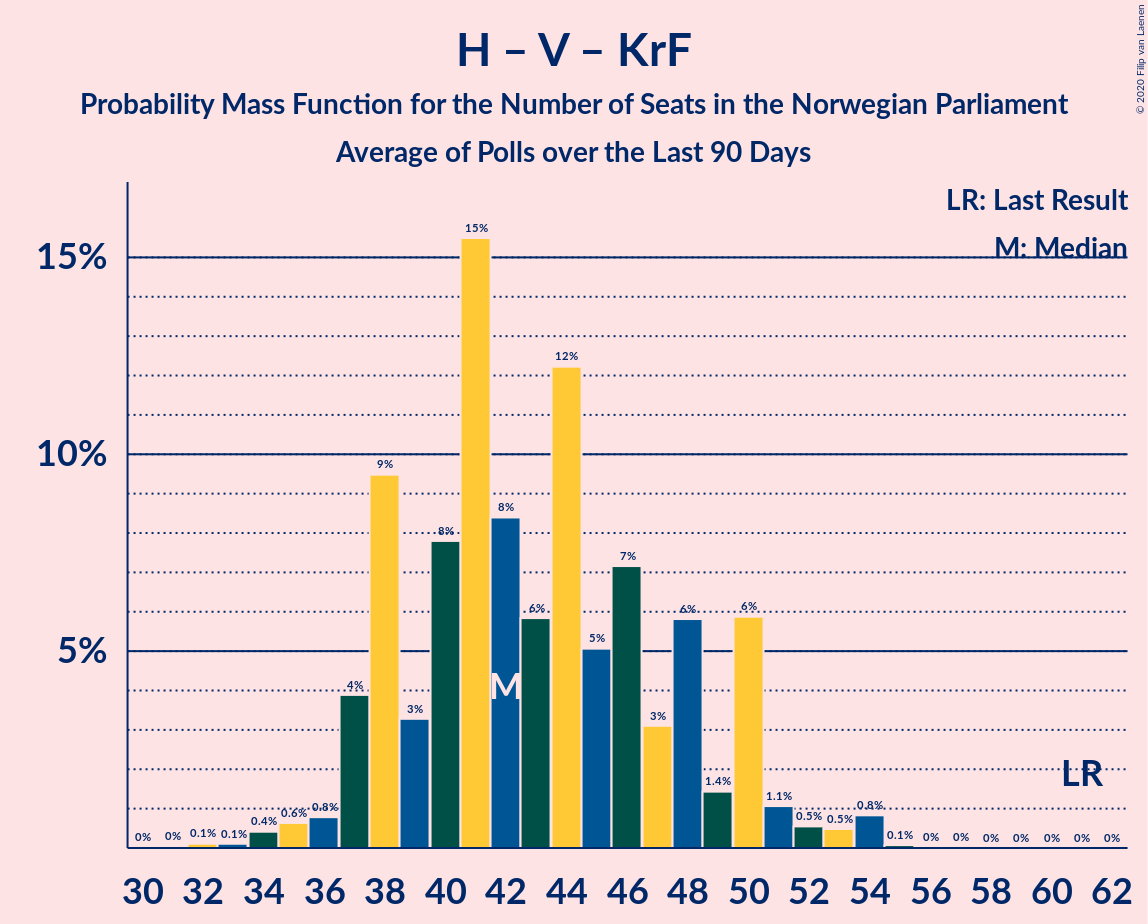 H – V – KrF
Probability Mass Function for the Number of Seats in the Norwegian Parliament
Average of Polls over the Last 90 Days
© 2020 Filip van Laenen
LR: Last Result
M: Median
15%
10%
5%
0% 0% 0.1% 0.1% 0.4% 0.6% 0.8% 4% 9% 3% 8% 15% 8% 6% 12% 5% 7% 3% 6% 1.4% 6% 1.1% 0.5% 0.5% 0.8% 0.1% 0% 0% 0% 0% 0% 0% 0%
M
LR
30 32 34 36 38 40 42 44 46 48 50 52 54 56 58 60 62